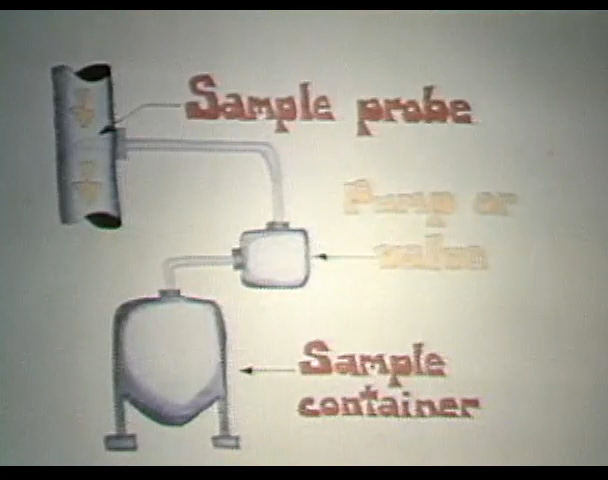 Sample probe
Pump or
valve
Sample
container